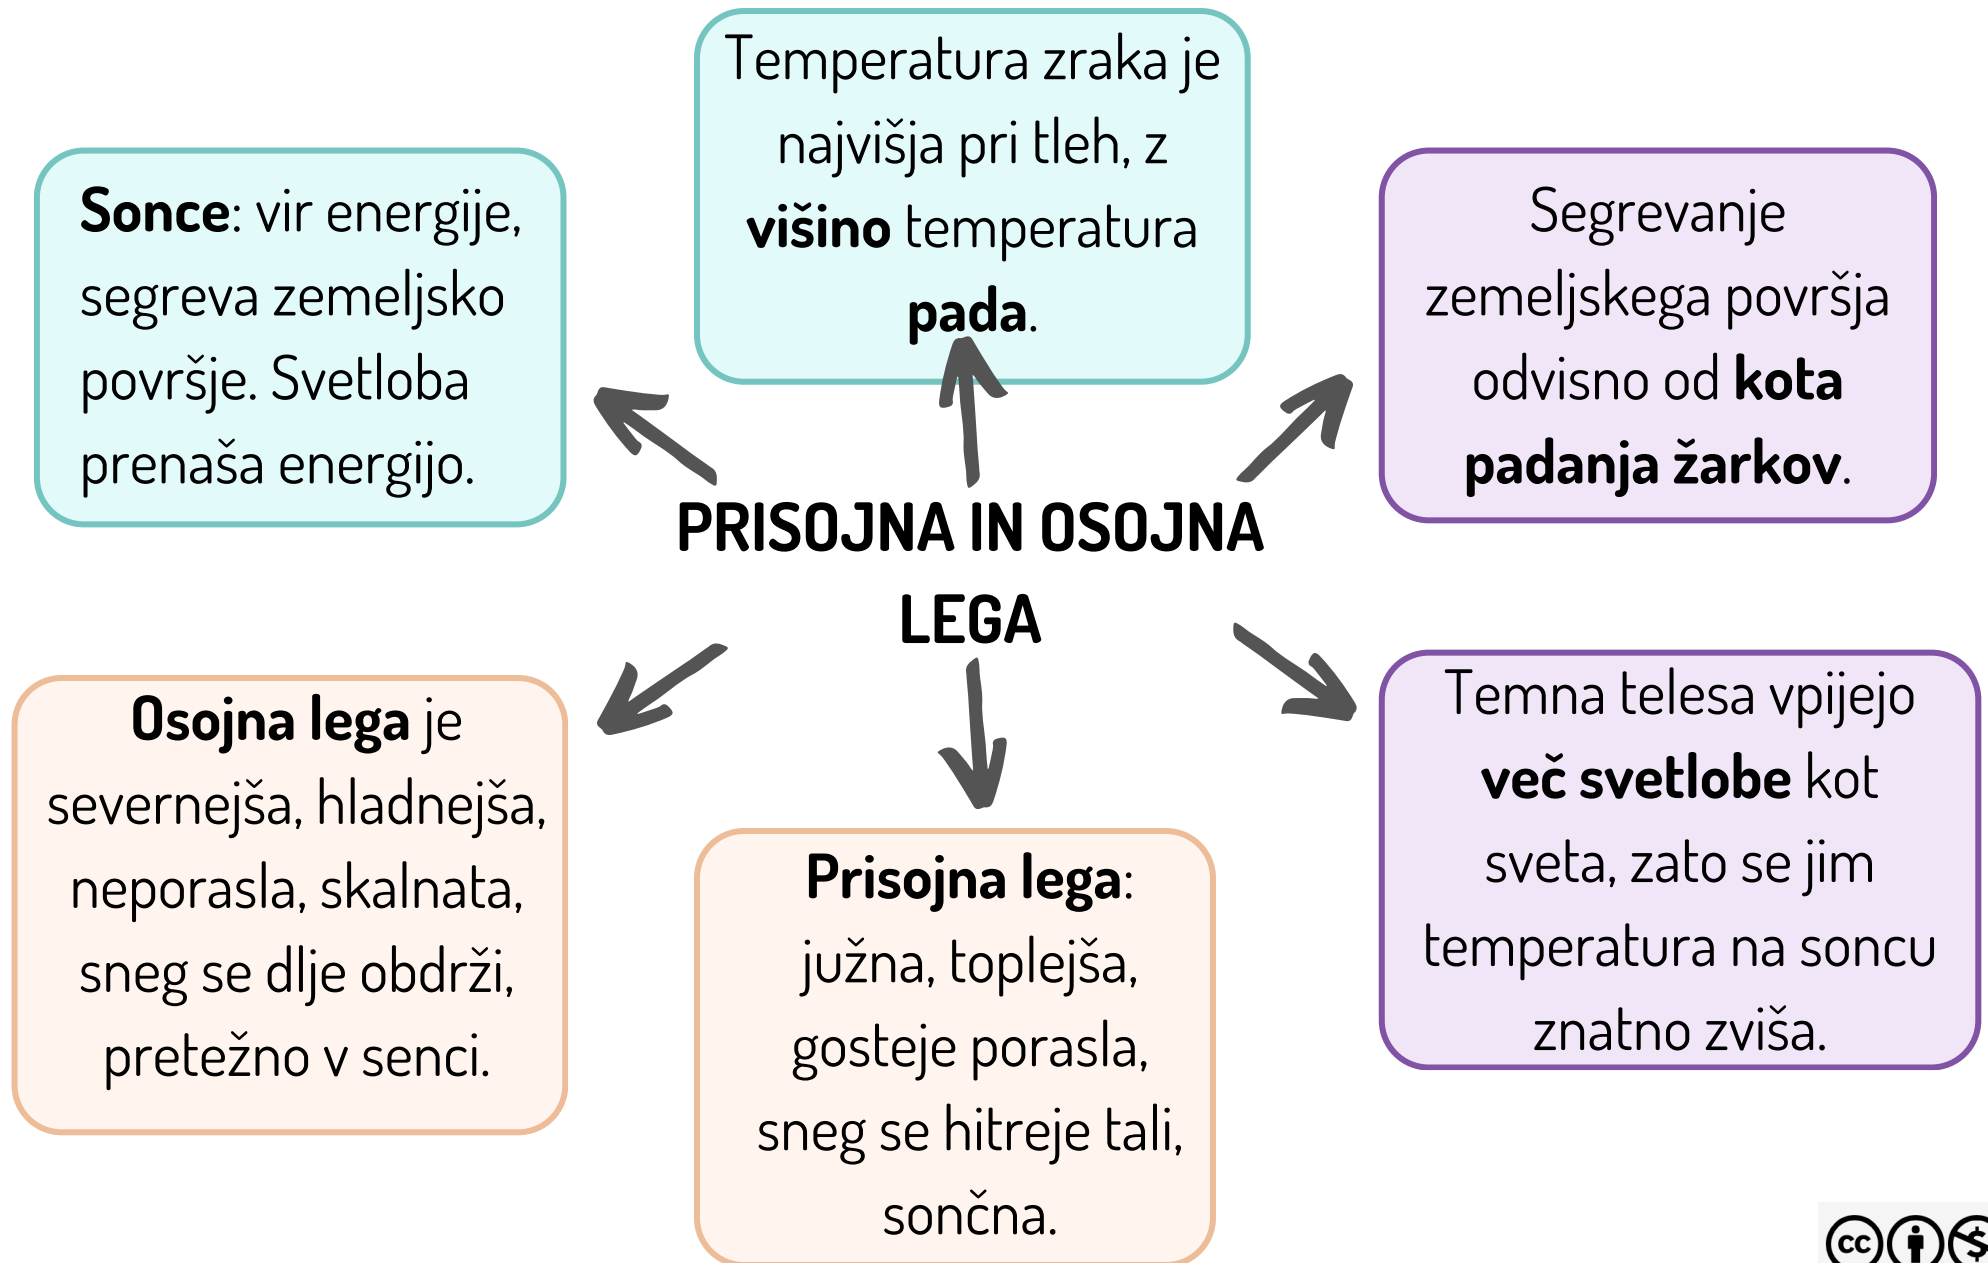 Temperatura zraka je
najvišja pri tleh, z
višino temperatura
pada.
Sonce: vir energije,
segreva zemeljsko
površje. Svetloba
prenaša energijo.
Segrevanje
zemeljskega površja
odvisno od kota
padanja žarkov.
PRISOJNA IN OSOJNA
LEGA
Osojna lega je
severnejša, hladnejša,
neporasla, skalnata,
sneg se dlje obdrži,
pretežno v senci.
Prisojna lega:
južna, toplejša,
gosteje porasla,
sneg se hitreje tali,
sončna.
Temna telesa vpijejo
več svetlobe kot
sveta, zato se jim
temperatura na soncu
znatno zviša.
cc